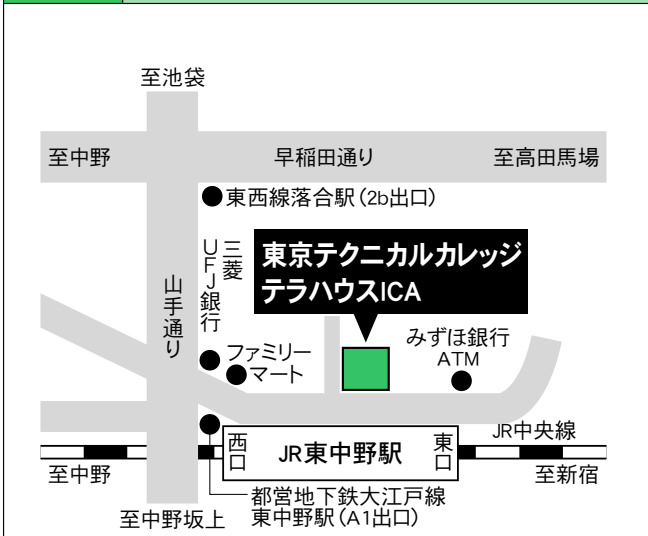 至池袋
至中野
早稲田通り
至高田馬場
東西線落合駅（2b出口）
三菱
UFJ銀行
東京テクニカルカレッジ
テラハウスICA
山手通り
ファミリー
マート
みずほ銀行
ATM
西口
JR東中野駅
東口
JR中央線
至中野
至新宿
都営地下鉄大江戸線
東中野駅（A1出口）
至中野坂上